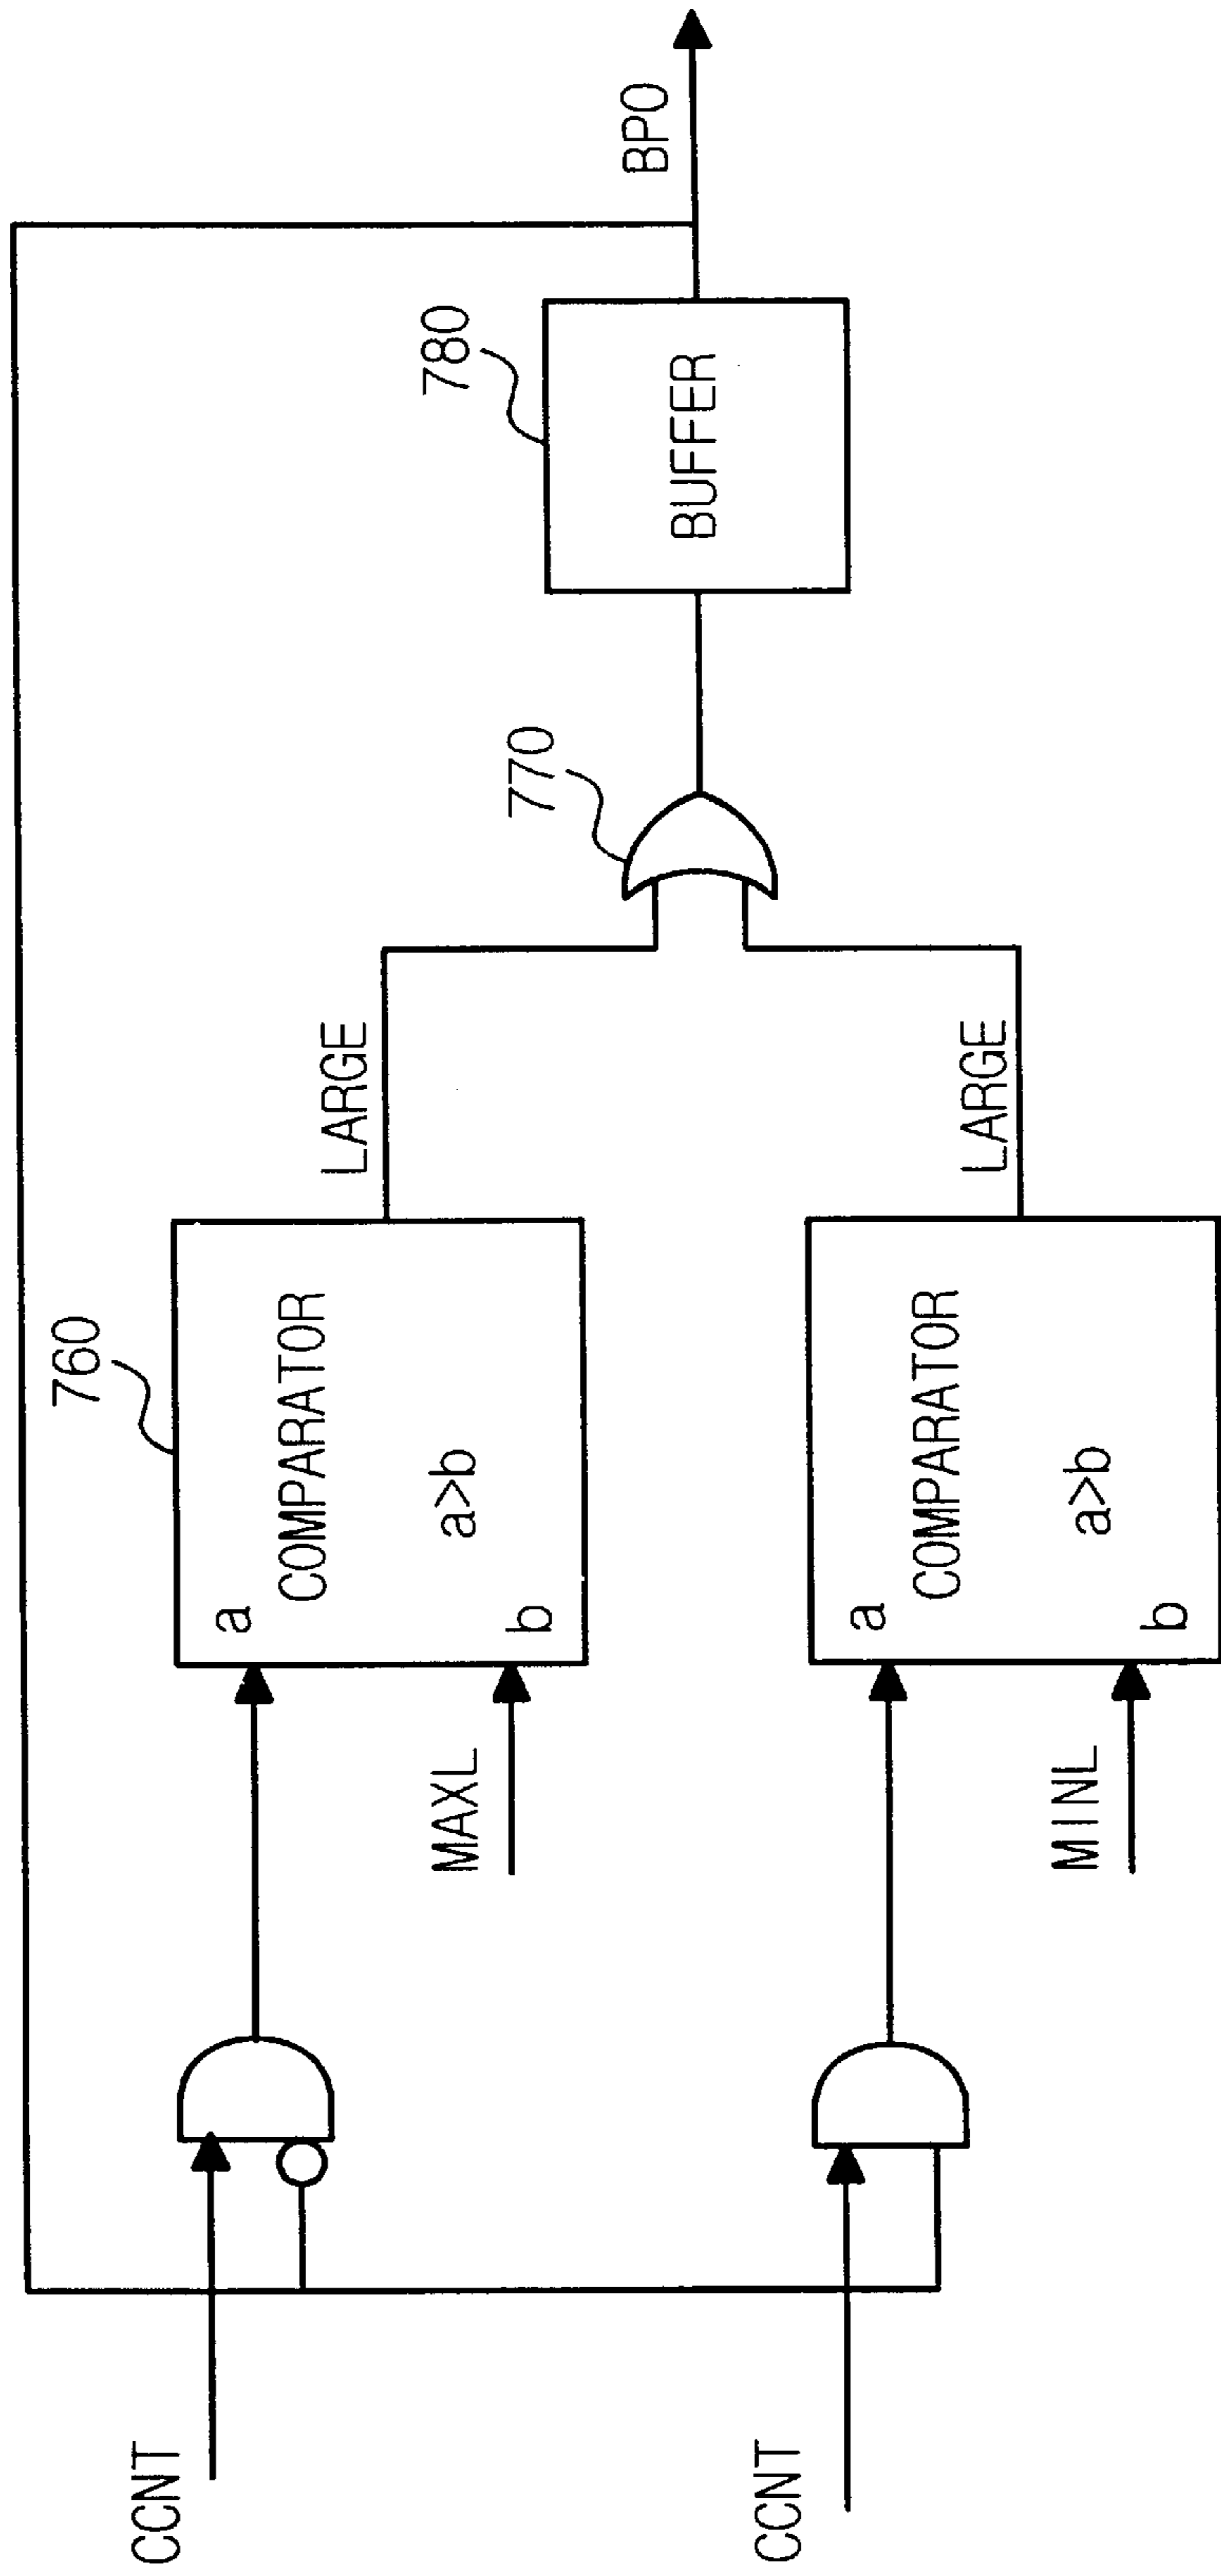 CCNT
MAXL
760
a
COMPARATOR
a>b
b
LARGE
770
780
BUFFER
BPO
CCNT
MINL
a
COMPARATOR
a>b
b
LARGE